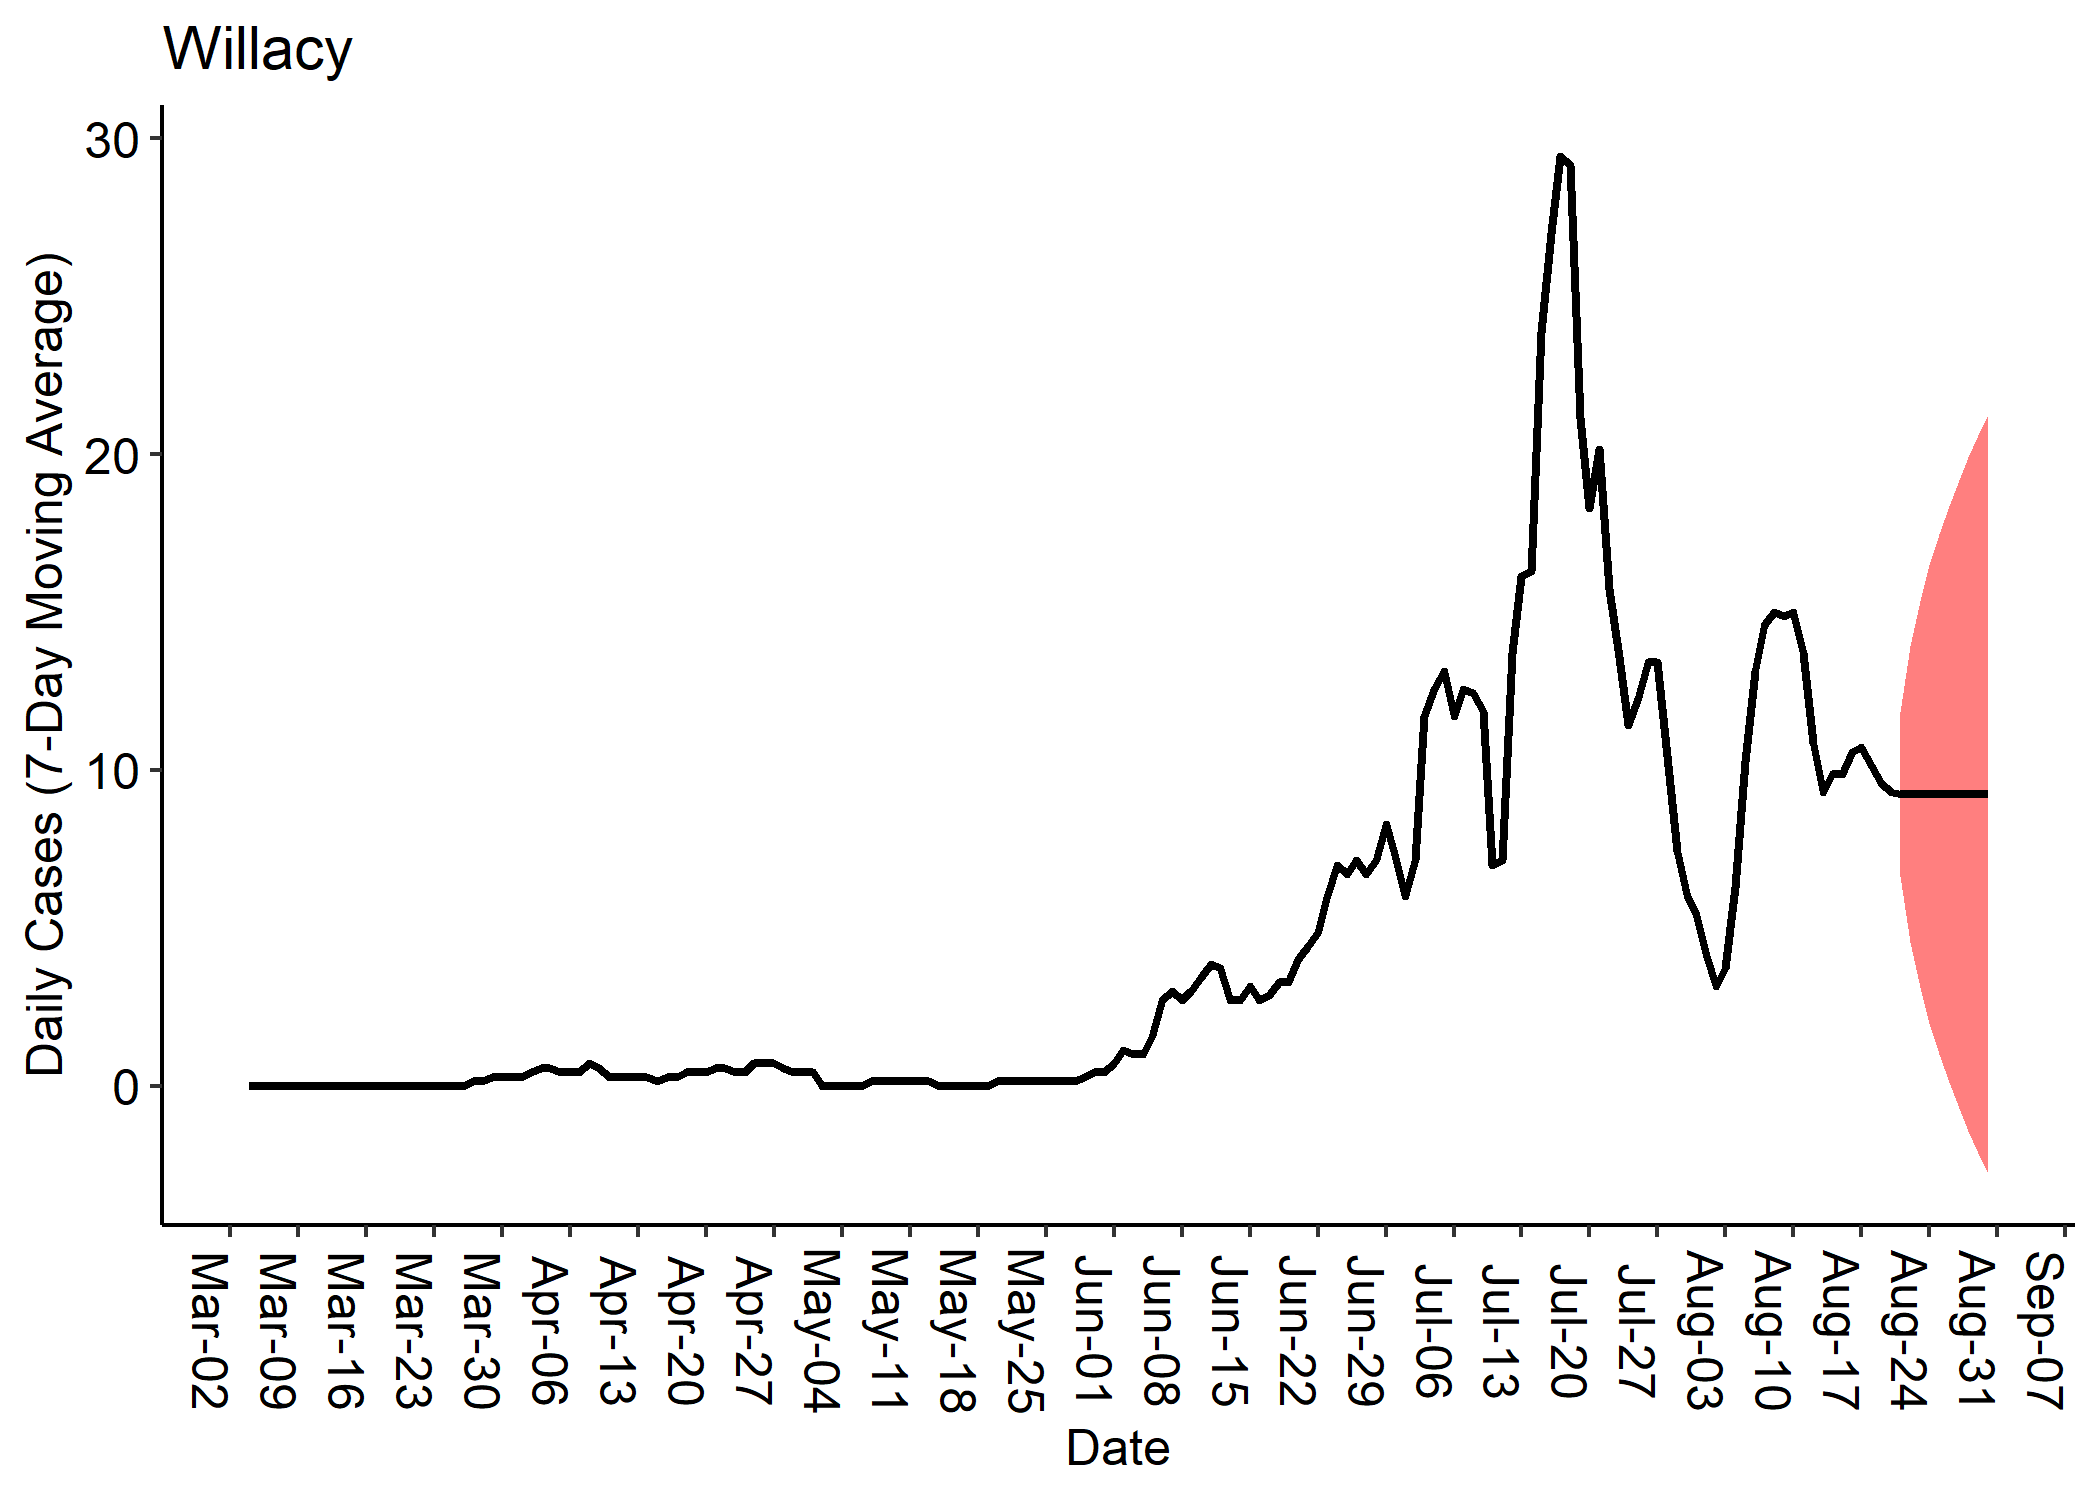 Willacy
Daily Cases (7-Day Moving Average)
30
20
10
0
Mar-02
Mar-09
Mar-16
Mar-23
Mar-30
Apr-06
Apr-13
Apr-20
Apr-27
May-04
May-11
May-18
May-25
Jun-01
Jun-08
Jun-15
Jun-22
Jun-29
Jul-06
Jul-13
Jul-20
Jul-27
Aug-03
Aug-10
Aug-17
Aug-24
Aug-31
Sep-07
Date